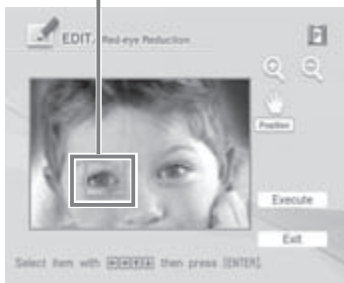 EDIT/Red-eye Reduction
Position
Execute
Exit
Select item with ←→↑↓ then press [ENTER].